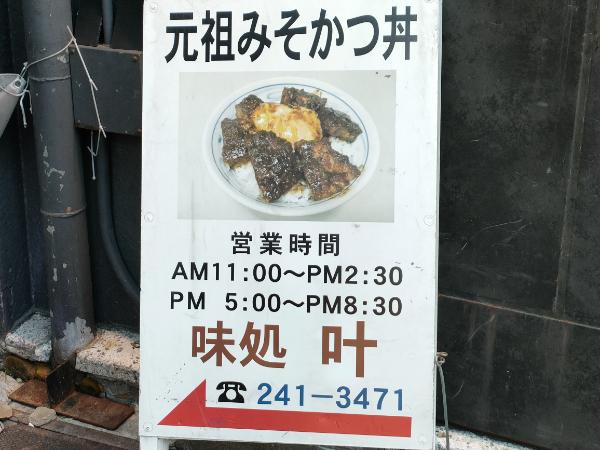 元祖みそかつ丼
営業時間
AM11:00〜PM2:30
PM 5:00〜PM8:30
味処 叶
☎241-3471